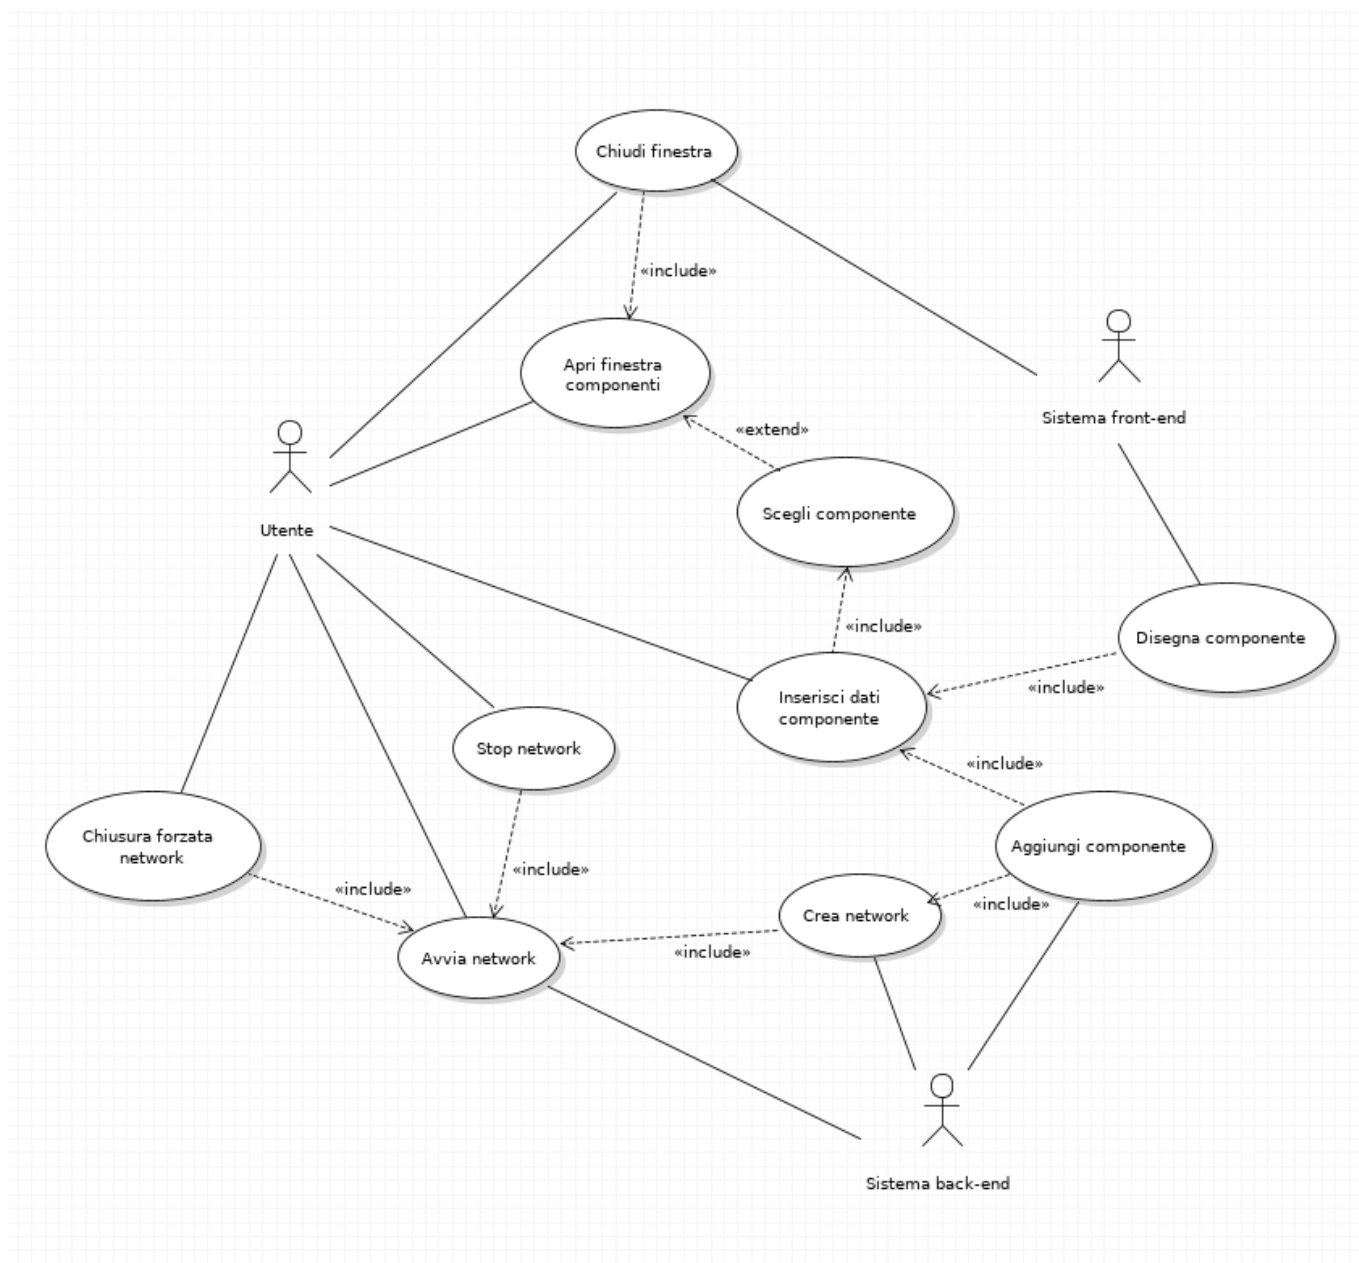 Chiudi finestra
«include»
Apri finestra
componenti
Sistema front-end
«extend»
Scegli componente
Utente
«include»
Disegna componente
«include»
Inserisci dati
componente
Stop network
«include»
Chiusura forzata
network
Aggiungi componente
«include»
«include»
«include»
Crea network
Avvia network
«include»
Sistema back-end